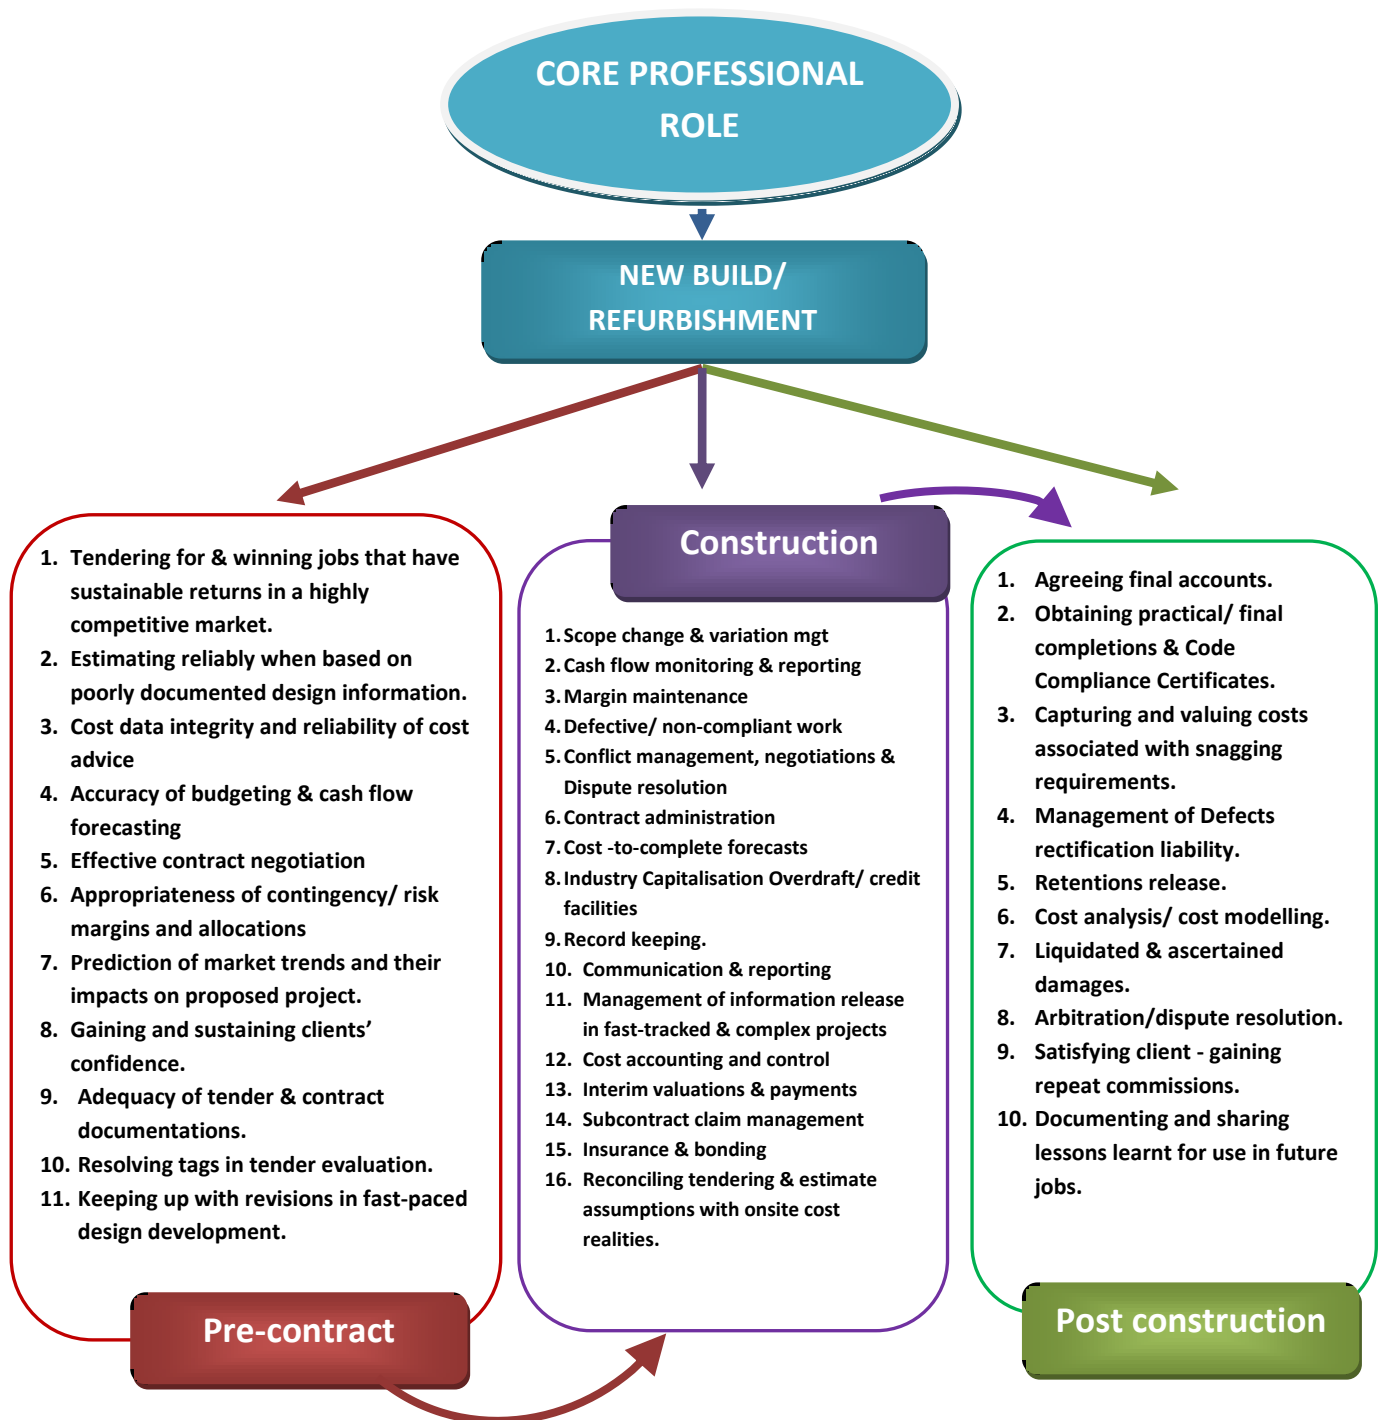 CORE PROFESSIONAL
ROLE
NEW BUILD/
REFURBISHMENT
1. Tendering for & winning jobs that have
sustainable returns in a highly
competitive market.
2. Estimating reliably when based on
poorly documented design information.
3. Cost data integrity and reliability of cost
advice
4. Accuracy of budgeting & cash flow
forecasting
5. Effective contract negotiation
6. Appropriateness of contingency/ risk
margins and allocations
7. Prediction of market trends and their
impacts on proposed project.
8. Gaining and sustaining clients’
confidence.
9. Adequacy of tender & contract
documentations.
10. Resolving tags in tender evaluation.
11. Keeping up with revisions in fast-paced
design development.
Pre-contract
Construction
1. Scope change & variation mgt
2. Cash flow monitoring & reporting
3. Margin maintenance
4. Defective/ non-compliant work
5. Conflict management, negotiations &
Dispute resolution
6. Contract administration
7. Cost -to-complete forecasts
8. Industry Capitalisation Overdraft/ credit
facilities
9. Record keeping.
10. Communication & reporting
11. Management of information release
in fast-tracked & complex projects
12. Cost accounting and control
13. Interim valuations & payments
14. Subcontract claim management
15. Insurance & bonding
16. Reconciling tendering & estimate
assumptions with onsite cost
realities.
1. Agreeing final accounts.
2. Obtaining practical/ final
completions & Code
Compliance Certificates.
3. Capturing and valuing costs
associated with snagging
requirements.
4. Management of Defects
rectification liability.
5. Retentions release.
6. Cost analysis/ cost modelling.
7. Liquidated & ascertained
damages.
8. Arbitration/dispute resolution.
9. Satisfying client - gaining
repeat commissions.
10. Documenting and sharing
lessons learnt for use in future
jobs.
Post construction